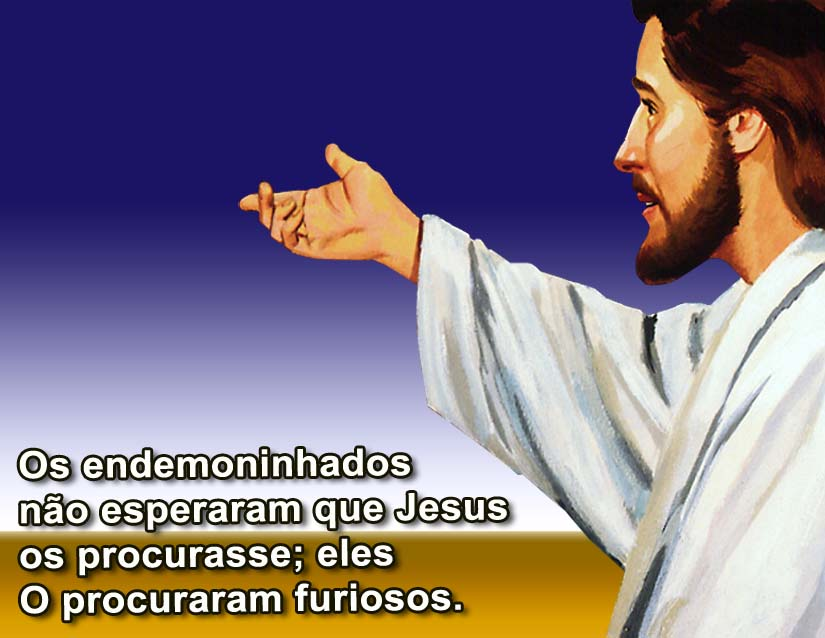 Os endemoninhados
não esperaram que Jesus
os procurasse; eles
O procuraram furiosos.